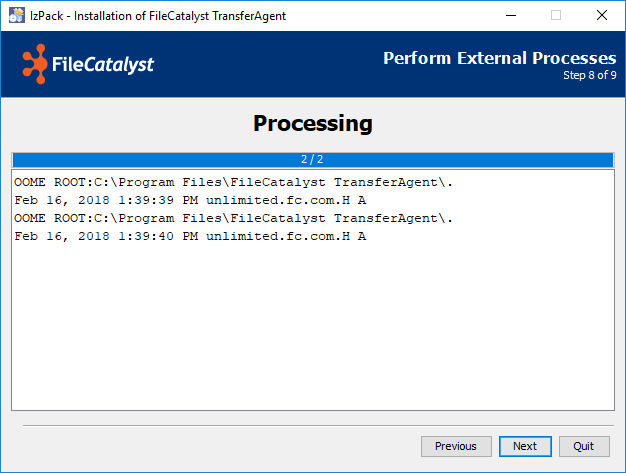 IzPack - Installation of FileCatalyst TransferAgent
FileCatalyst
Perform External Processes
Step 8 of 9
Processing
2 / 2
OOME ROOT:C:\Program Files\FileCatalyst TransferAgent\.
Feb 16, 2018 1:39:39 PM unlimited.fc.com.H A
OOME ROOT:C:\Program Files\FileCatalyst TransferAgent\.
Feb 16, 2018 1:39:40 PM unlimited.fc.com.H A
Previous
Next
Quit